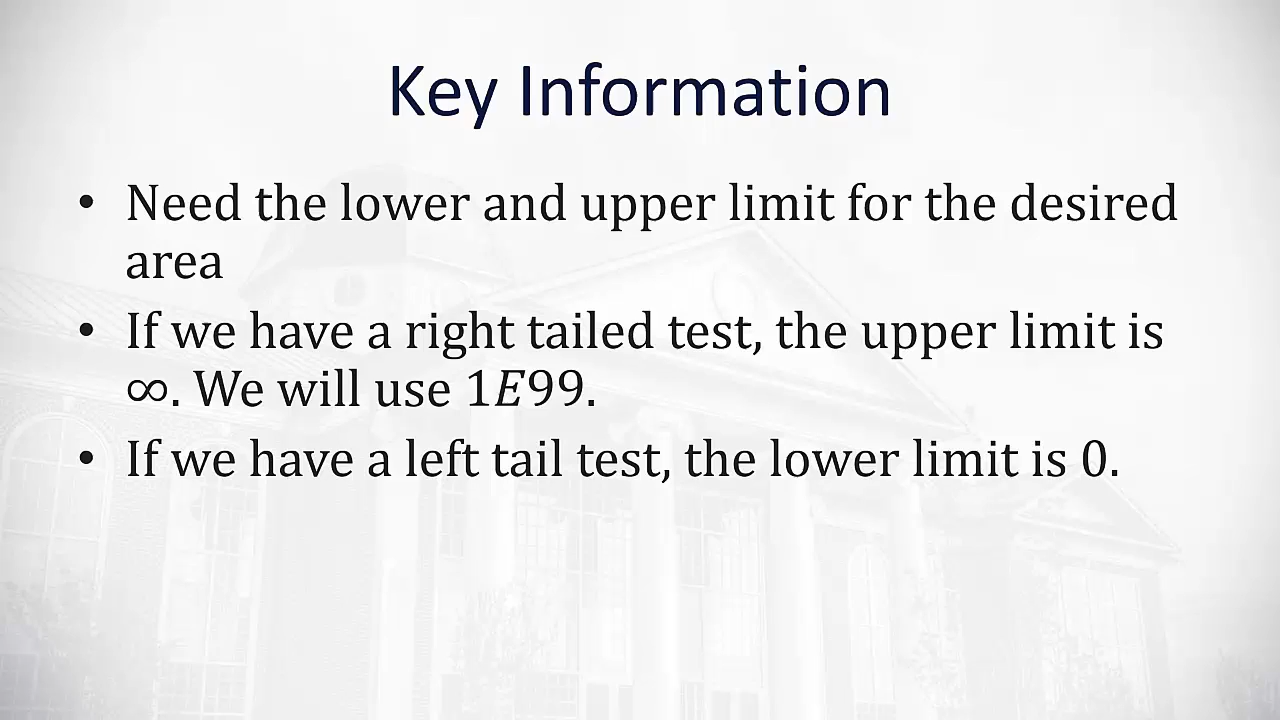 Key Information
• Need the lower and upper limit for the desired
area
• If we have a right tailed test, the upper limit is
∞. We will use 1E99.
• If we have a left tail test, the lower limit is 0.